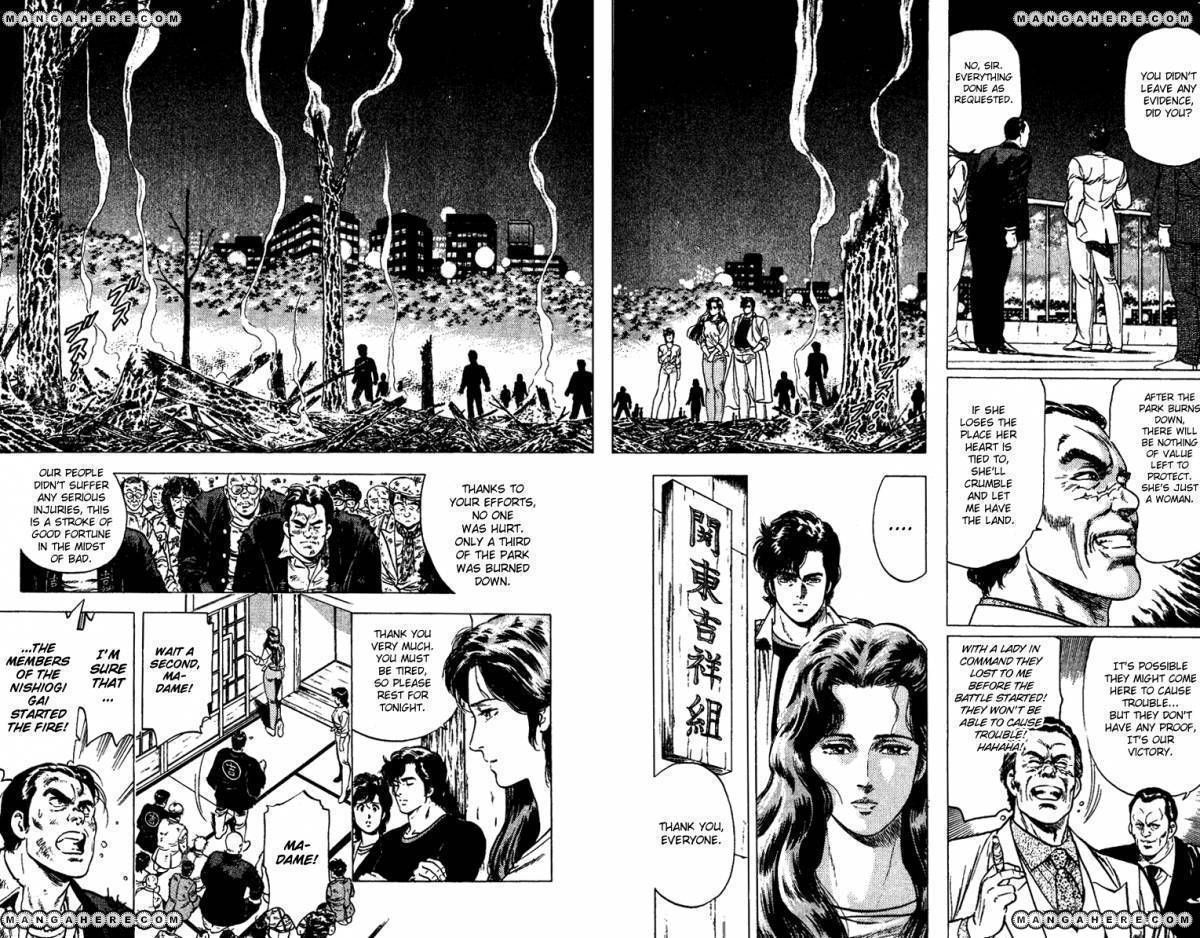 MANGAHERE.COM
MANGAHERE.COM
YOU DIDN'T
LEAVE ANY
EVIDENCE,
DID YOU?
NO, SIR.
EVERYTHING
DONE AS
REQUESTED.
AFTER THE
PARK BURNS
DOWN,
THERE WILL
BE NOTHING
OF VALUE
LEFT TO
PROTECT.
SHE'S JUST
A WOMAN.
IF SHE
LOSES THE
PLACE HER
HEART IS
TIED TO,
SHE'LL
CRUMBLE
AND LET
ME HAVE
THE LAND.
IT'S POSSIBLE
THEY MIGHT COME
HERE TO CAUSE
TROUBLE...
BUT THEY DON'T
HAVE ANY PROOF,
IT'S OUR
VICTORY.
WITH A LADY IN
COMMAND THEY
LOST TO ME
BEFORE THE
BATTLE STARTED!
THEY WON'T BE
ABLE TO CAUSE
TROUBLE!
HAHAHA!
ブス
ブス
....
関東吉祥組
THANK YOU,
EVERYONE.
THANKS TO
YOUR EFFORTS,
NO ONE
WAS HURT.
ONLY A THIRD
OF THE PARK
WAS BURNED
DOWN.
OUR PEOPLE
DIDN'T SUFFER
ANY SERIOUS
INJURIES, THIS
IS A STROKE OF
GOOD FORTUNE
IN THE MIDST
OF BAD.
THANK YOU
VERY MUCH.
YOU MUST
BE TIRED,
SO PLEASE
REST FOR
TONIGHT.
WAIT A
SECOND,
MA-
DAME!
吉
MA-
DAME!
I'M
SURE
THAT
...
...THE
MEMBERS
OF THE
NISHIOGI
GAI
STARTED
THE FIRE!
MANGAHERE.COM
MANGAHERE.COM